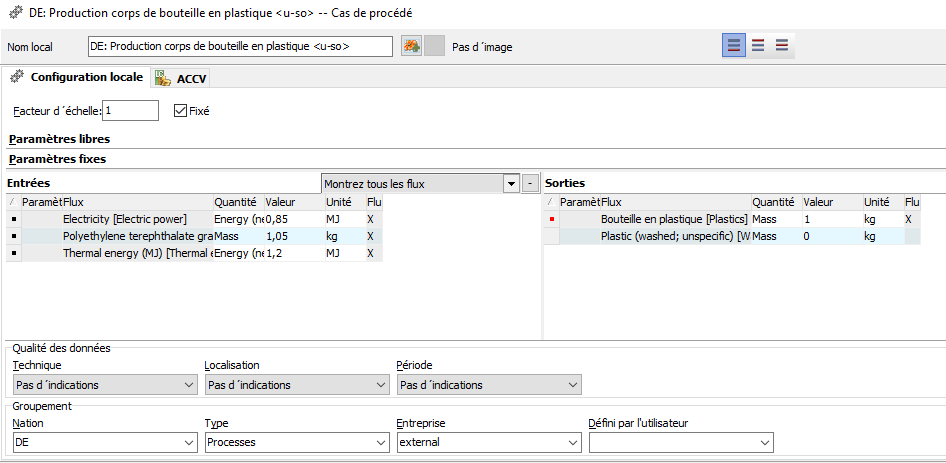 DE: Production corps de bouteille en plastique <u-so> -- Cas de procédé
Nom local DE: Production corps de bouteille en plastique <u-so> Pas d´image
Configuration locale ACCV
Facteur d´échelle: 1 Fixé
Paramètres libres
Paramètres fixes
Entrées Montrez tous les flux - Sorties
Paramèt Flux Quantité Valeur Unité Flu Paramèt Flux Quantité Valeur Unité Flu
Electricity [Electric power] Energy (ne 0,85 MJ X Bouteille en plastique [Plastics] Mass 1 kg X
Polyethylene terephthalate gra Mass 1,05 kg X Plastic (washed; unspecific) [W Mass 0 kg
Thermal energy (MJ) [Thermal e Energy (ne 1,2 MJ X
Qualité des données
Technique Localisation Période
Pas d´indications Pas d´indications Pas d´indications
Groupement
Nation Type Entreprise Défini par l'utilisateur
DE Processes external